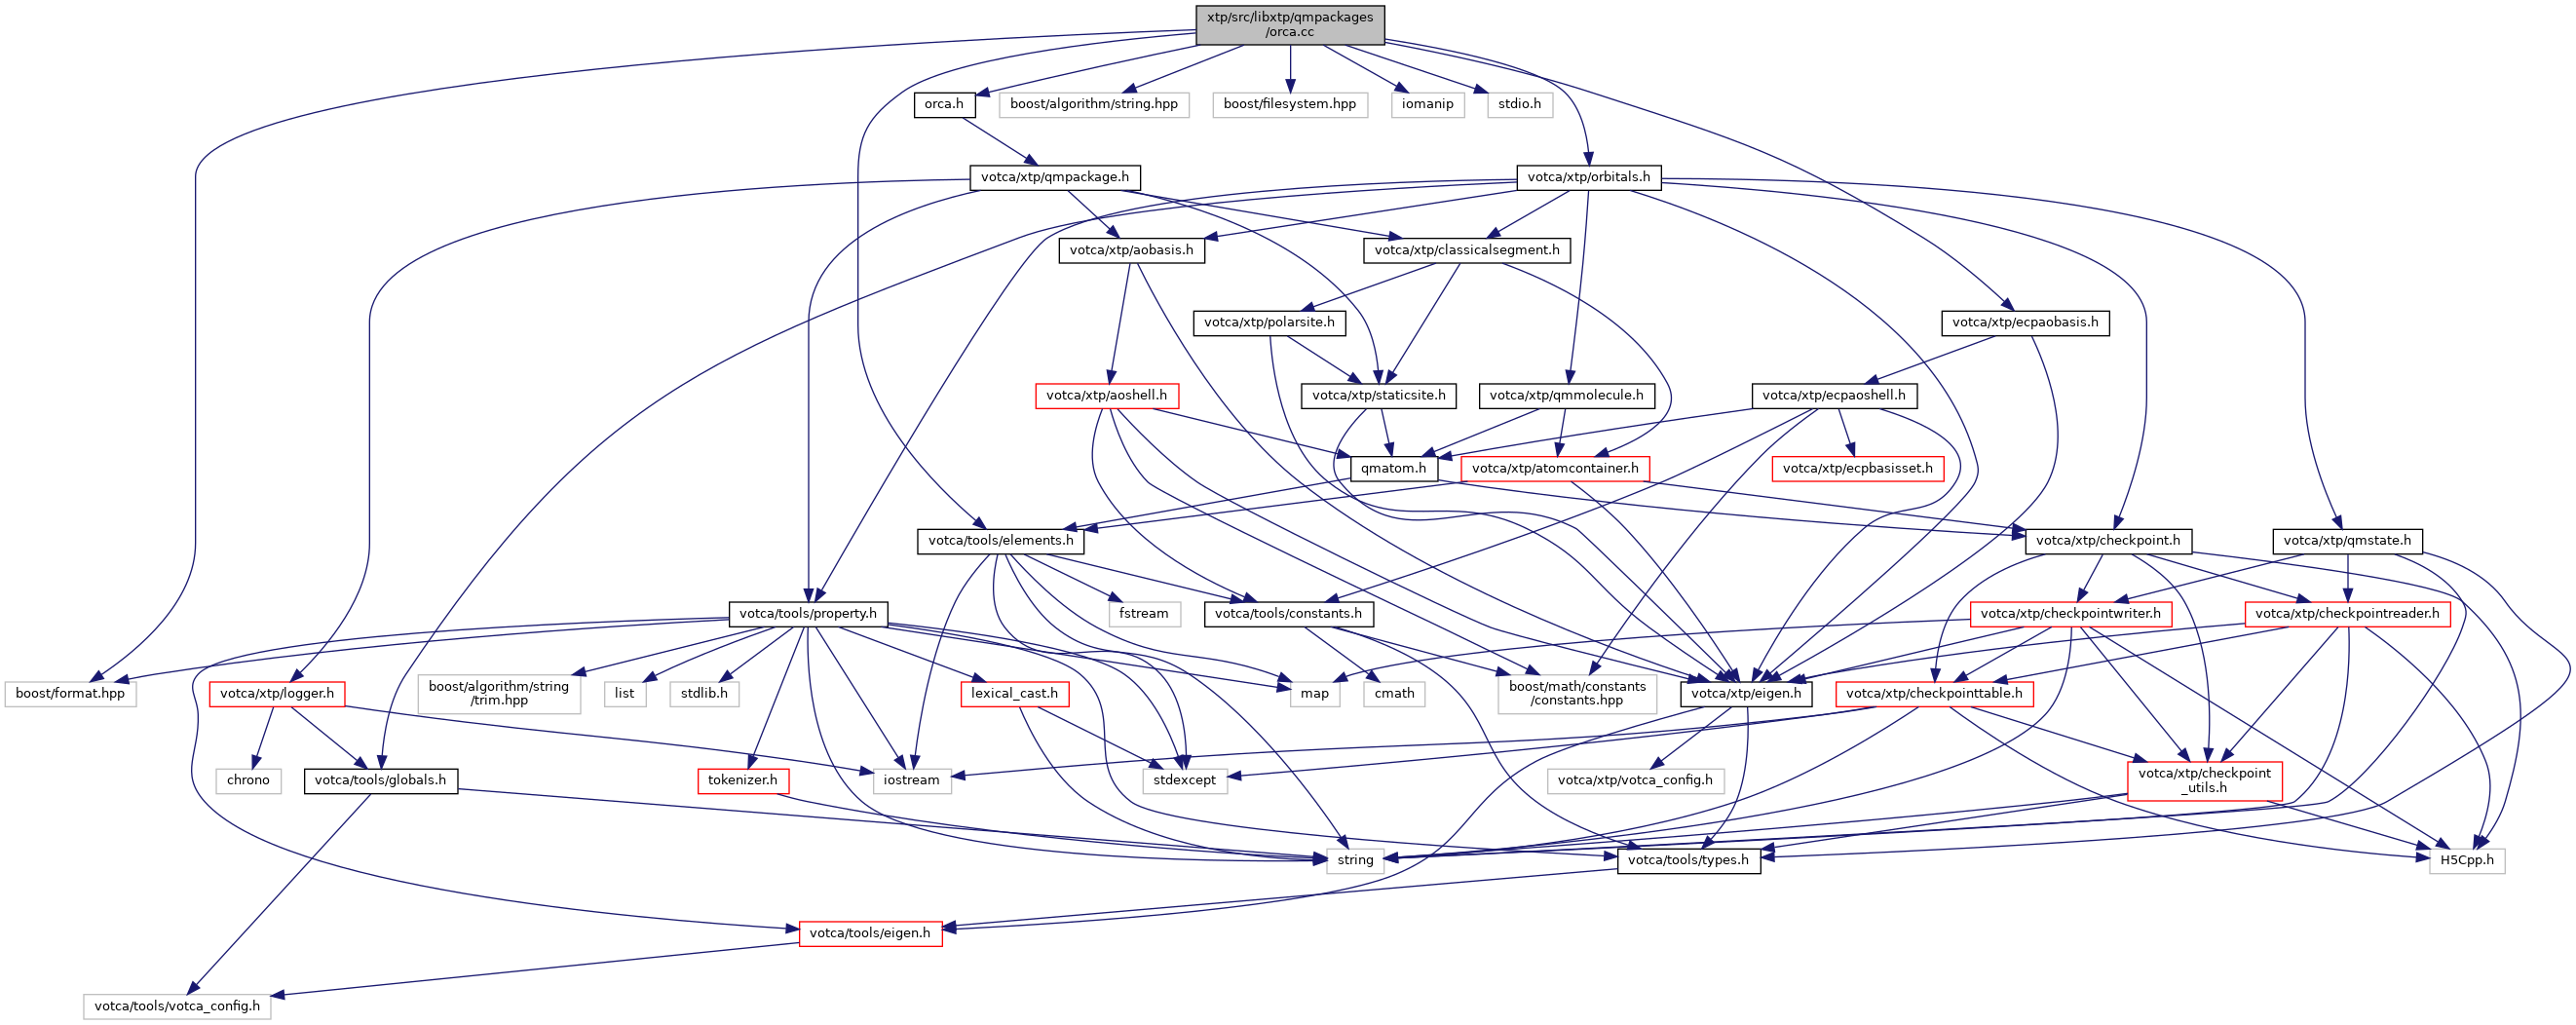 xtp/src/libxtp/qmpackages
/orca.cc
orca.h
boost/algorithm/string.hpp
boost/filesystem.hpp
iomanip
stdio.h
votca/xtp/qmpackage.h
votca/xtp/orbitals.h
votca/xtp/aobasis.h
votca/xtp/classicalsegment.h
votca/xtp/polarsite.h
votca/xtp/ecpaobasis.h
votca/xtp/aoshell.h
votca/xtp/staticsite.h
votca/xtp/qmmolecule.h
votca/xtp/ecpaoshell.h
qmatom.h
votca/xtp/atomcontainer.h
votca/xtp/ecpbasisset.h
votca/tools/elements.h
votca/xtp/checkpoint.h
votca/xtp/qmstate.h
votca/tools/property.h
fstream
votca/tools/constants.h
votca/xtp/checkpointwriter.h
votca/xtp/checkpointreader.h
boost/format.hpp
votca/xtp/logger.h
boost/algorithm/string
/trim.hpp
list
stdlib.h
lexical_cast.h
map
cmath
boost/math/constants
/constants.hpp
votca/xtp/eigen.h
votca/xtp/checkpointtable.h
chrono
votca/tools/globals.h
tokenizer.h
iostream
stdexcept
votca/xtp/votca_config.h
votca/xtp/checkpoint
_utils.h
string
votca/tools/types.h
H5Cpp.h
votca/tools/eigen.h
votca/tools/votca_config.h